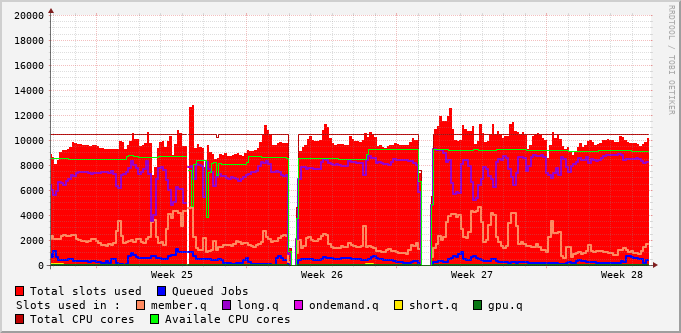 RRDTOOL / TOBI OETIKER
20000
18000
16000
14000
12000
10000
8000
6000
4000
2000
0
Week 25 Week 26 Week 27 Week 28
Total slots used Queued Jobs
Slots used in : member.q long.q ondemand.q short.q gpu.q
Total CPU cores Availale CPU cores